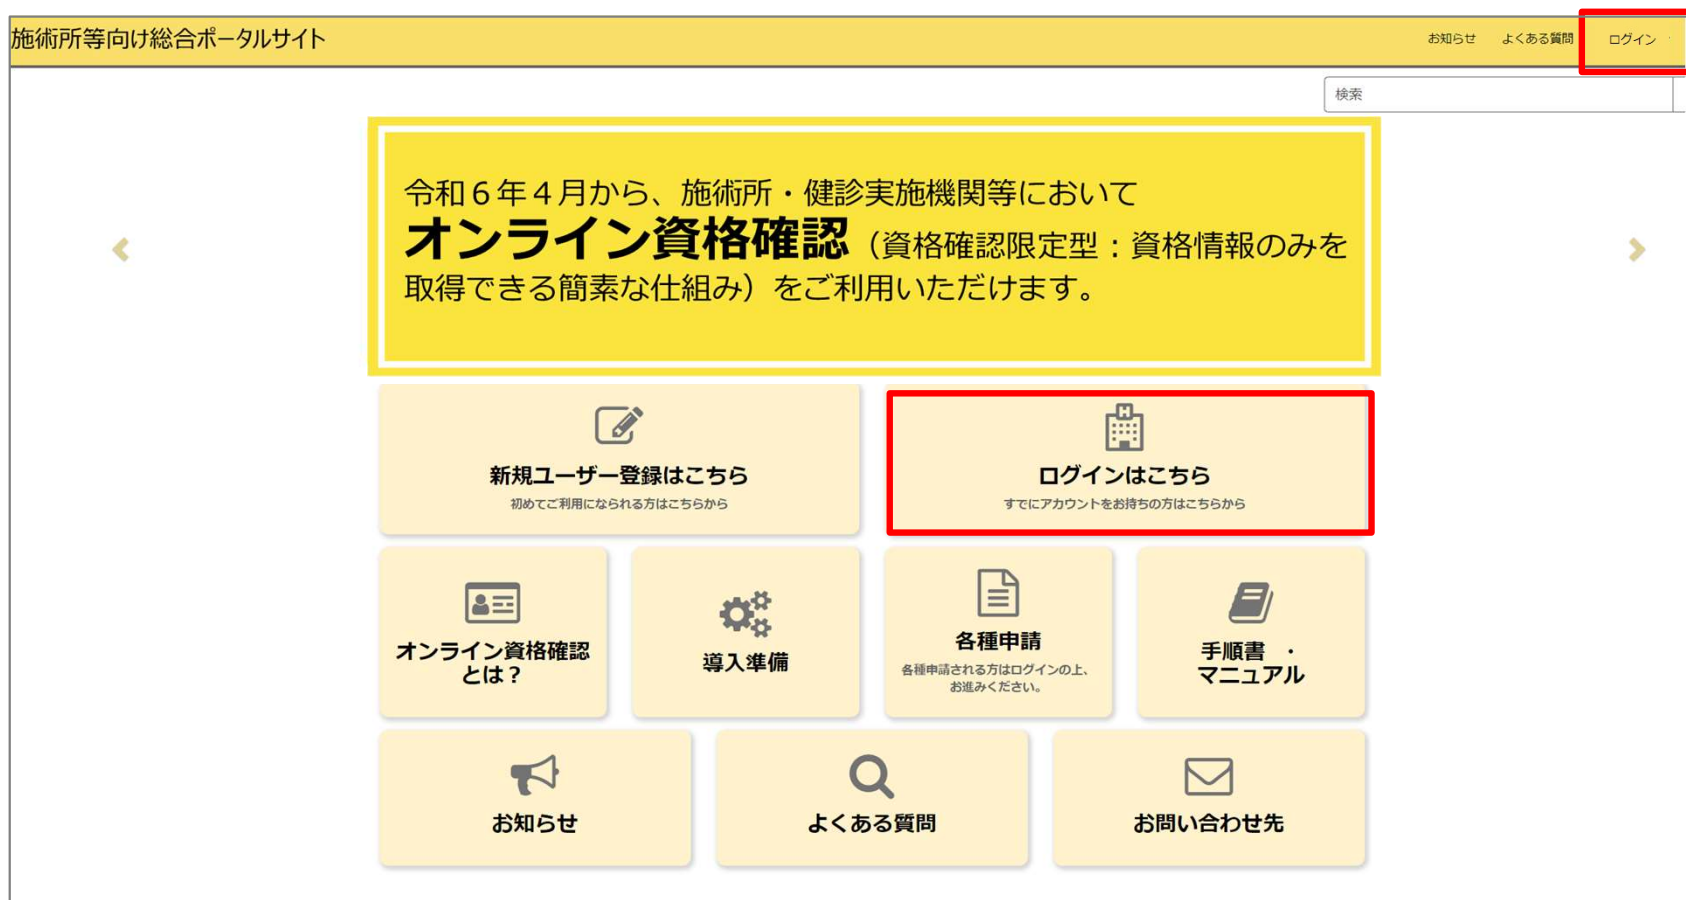 施術所等向け総合ポータルサイト
お知らせ よくある質問 ログイン
検索
令和６年４月から、施術所・健診実施機関等において
オンライン資格確認（資格確認限定型：資格情報のみを
取得できる簡素な仕組み）をご利用いただけます。
新規ユーザー登録はこちら
初めてご利用になられる方はこちらから
ログインはこちら
すでにアカウントをお持ちの方はこちらから
オンライン資格確認
とは？
導入準備
各種申請
各種申請される方はログインの上、
お進みください。
手順書 ・
マニュアル
お知らせ
よくある質問
お問い合わせ先